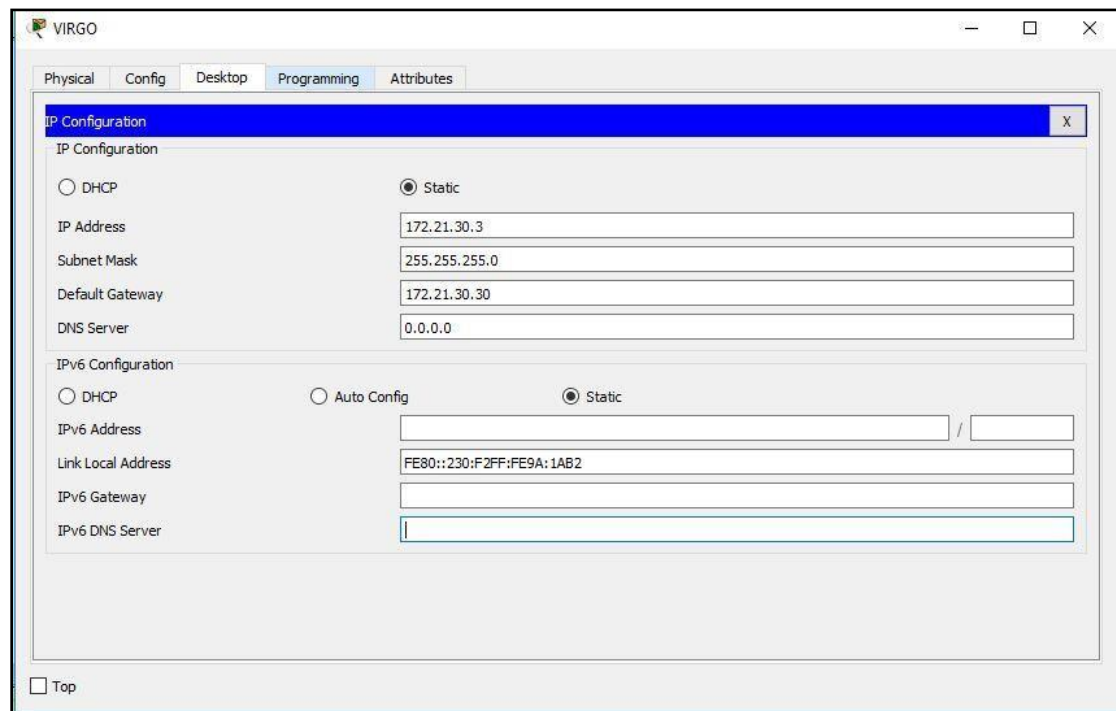 VIRGO
Physical Config Desktop Programming Attributes
IP Configuration X
IP Configuration
DHCP Static
IP Address 172.21.30.3
Subnet Mask 255.255.255.0
Default Gateway 172.21.30.30
DNS Server 0.0.0.0
IPv6 Configuration
DHCP Auto Config Static
IPv6 Address /
Link Local Address FE80::230:F2FF:FE9A:1AB2
IPv6 Gateway
IPv6 DNS Server
Top